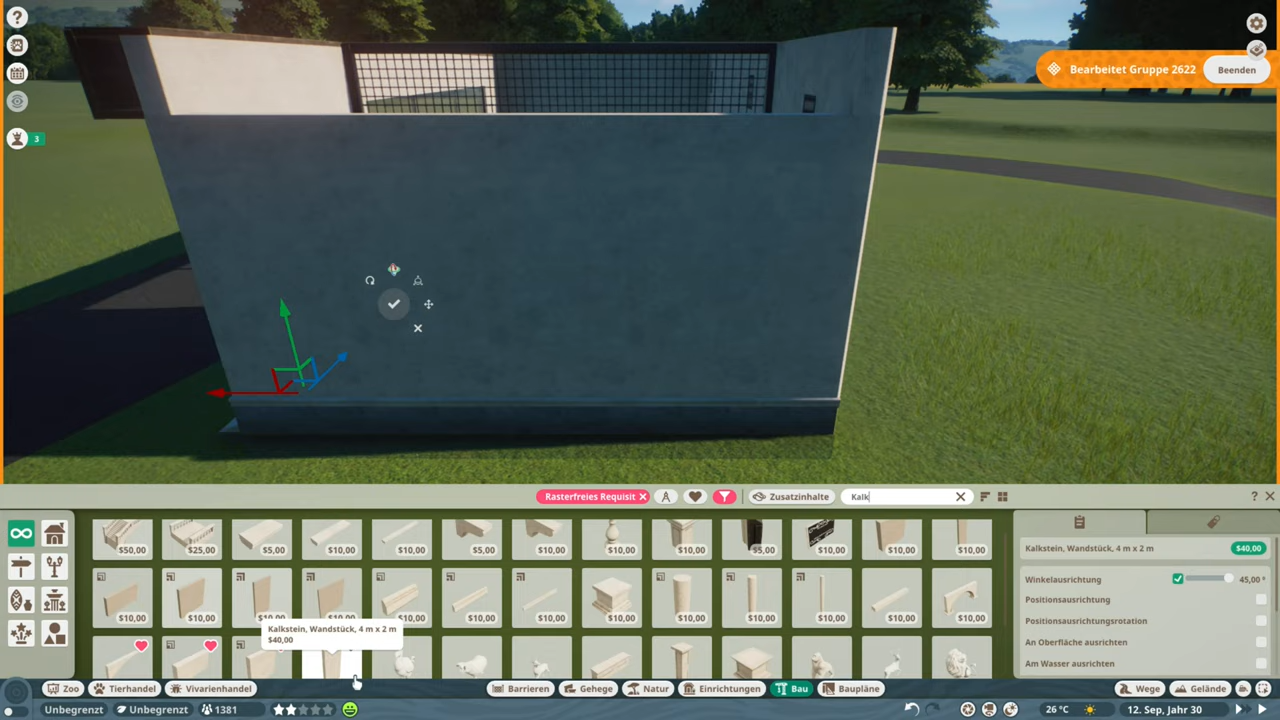 ?
Bearbeitet Gruppe 2622 Beenden
3
Rasterfreies Requisit Zusatzinhalte Kalk ?
$50,00 $25,00 $5,00 $10,00 $10,00 $5,00 $10,00 $10,00 $10,00 $5,00 $10,00 $10,00 $10,00
Kalkstein, Wandstück, 4 m x 2 m $40,00
Winkelausrichtung 45,00°
Positionsausrichtung
Positionsausrichtungsrotation
An Oberfläche ausrichten
Am Wasser ausrichten
$10,00 $10,00 $10,00 $10,00 $10,00 $10,00 $10,00 $10,00 $10,00 $10,00 $10,00 $10,00 $10,00
Kalkstein, Wandstück, 4 m x 2 m
$40,00
Zoo Tierhandel Vivarienhandel Barrieren Gehege Natur Einrichtungen Bau Baupläne Wege Gelände
Unbegrenzt Unbegrenzt 1381 26 °C 12. Sep, Jahr 30